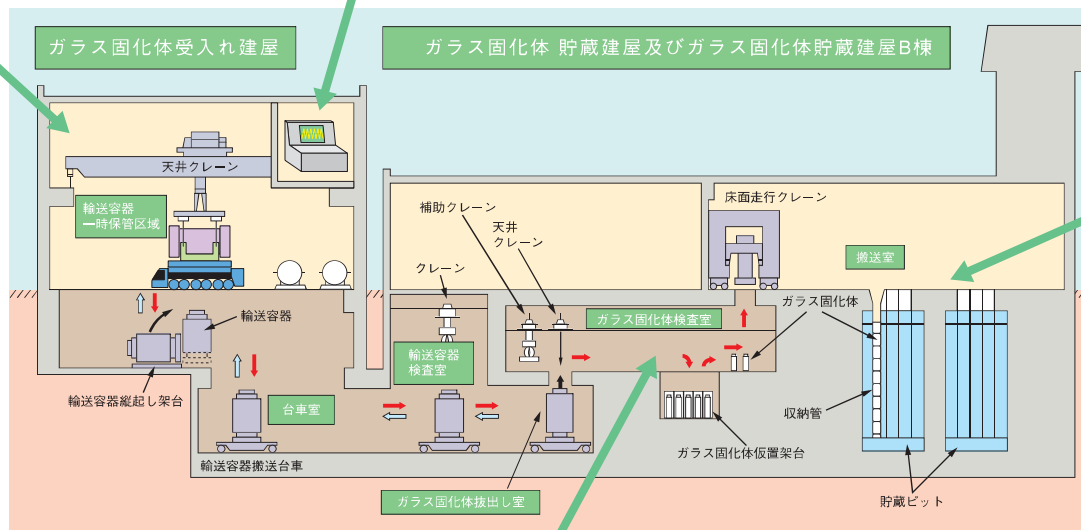 ガラス固化体受入れ建屋
ガラス固化体 貯蔵建屋及びガラス固化体貯蔵建屋B棟
天井クレーン
輸送容器
一時保管区域
補助クレーン
天井
クレーン
クレーン
床面走行クレーン
搬送室
ガラス固化体
ガラス固化体検査室
輸送容器
輸送容器
検査室
輸送容器縦起し架台
台車室
収納管
ガラス固化体仮置架台
輸送容器搬送台車
ガラス固化体抜出し室
貯蔵ピット